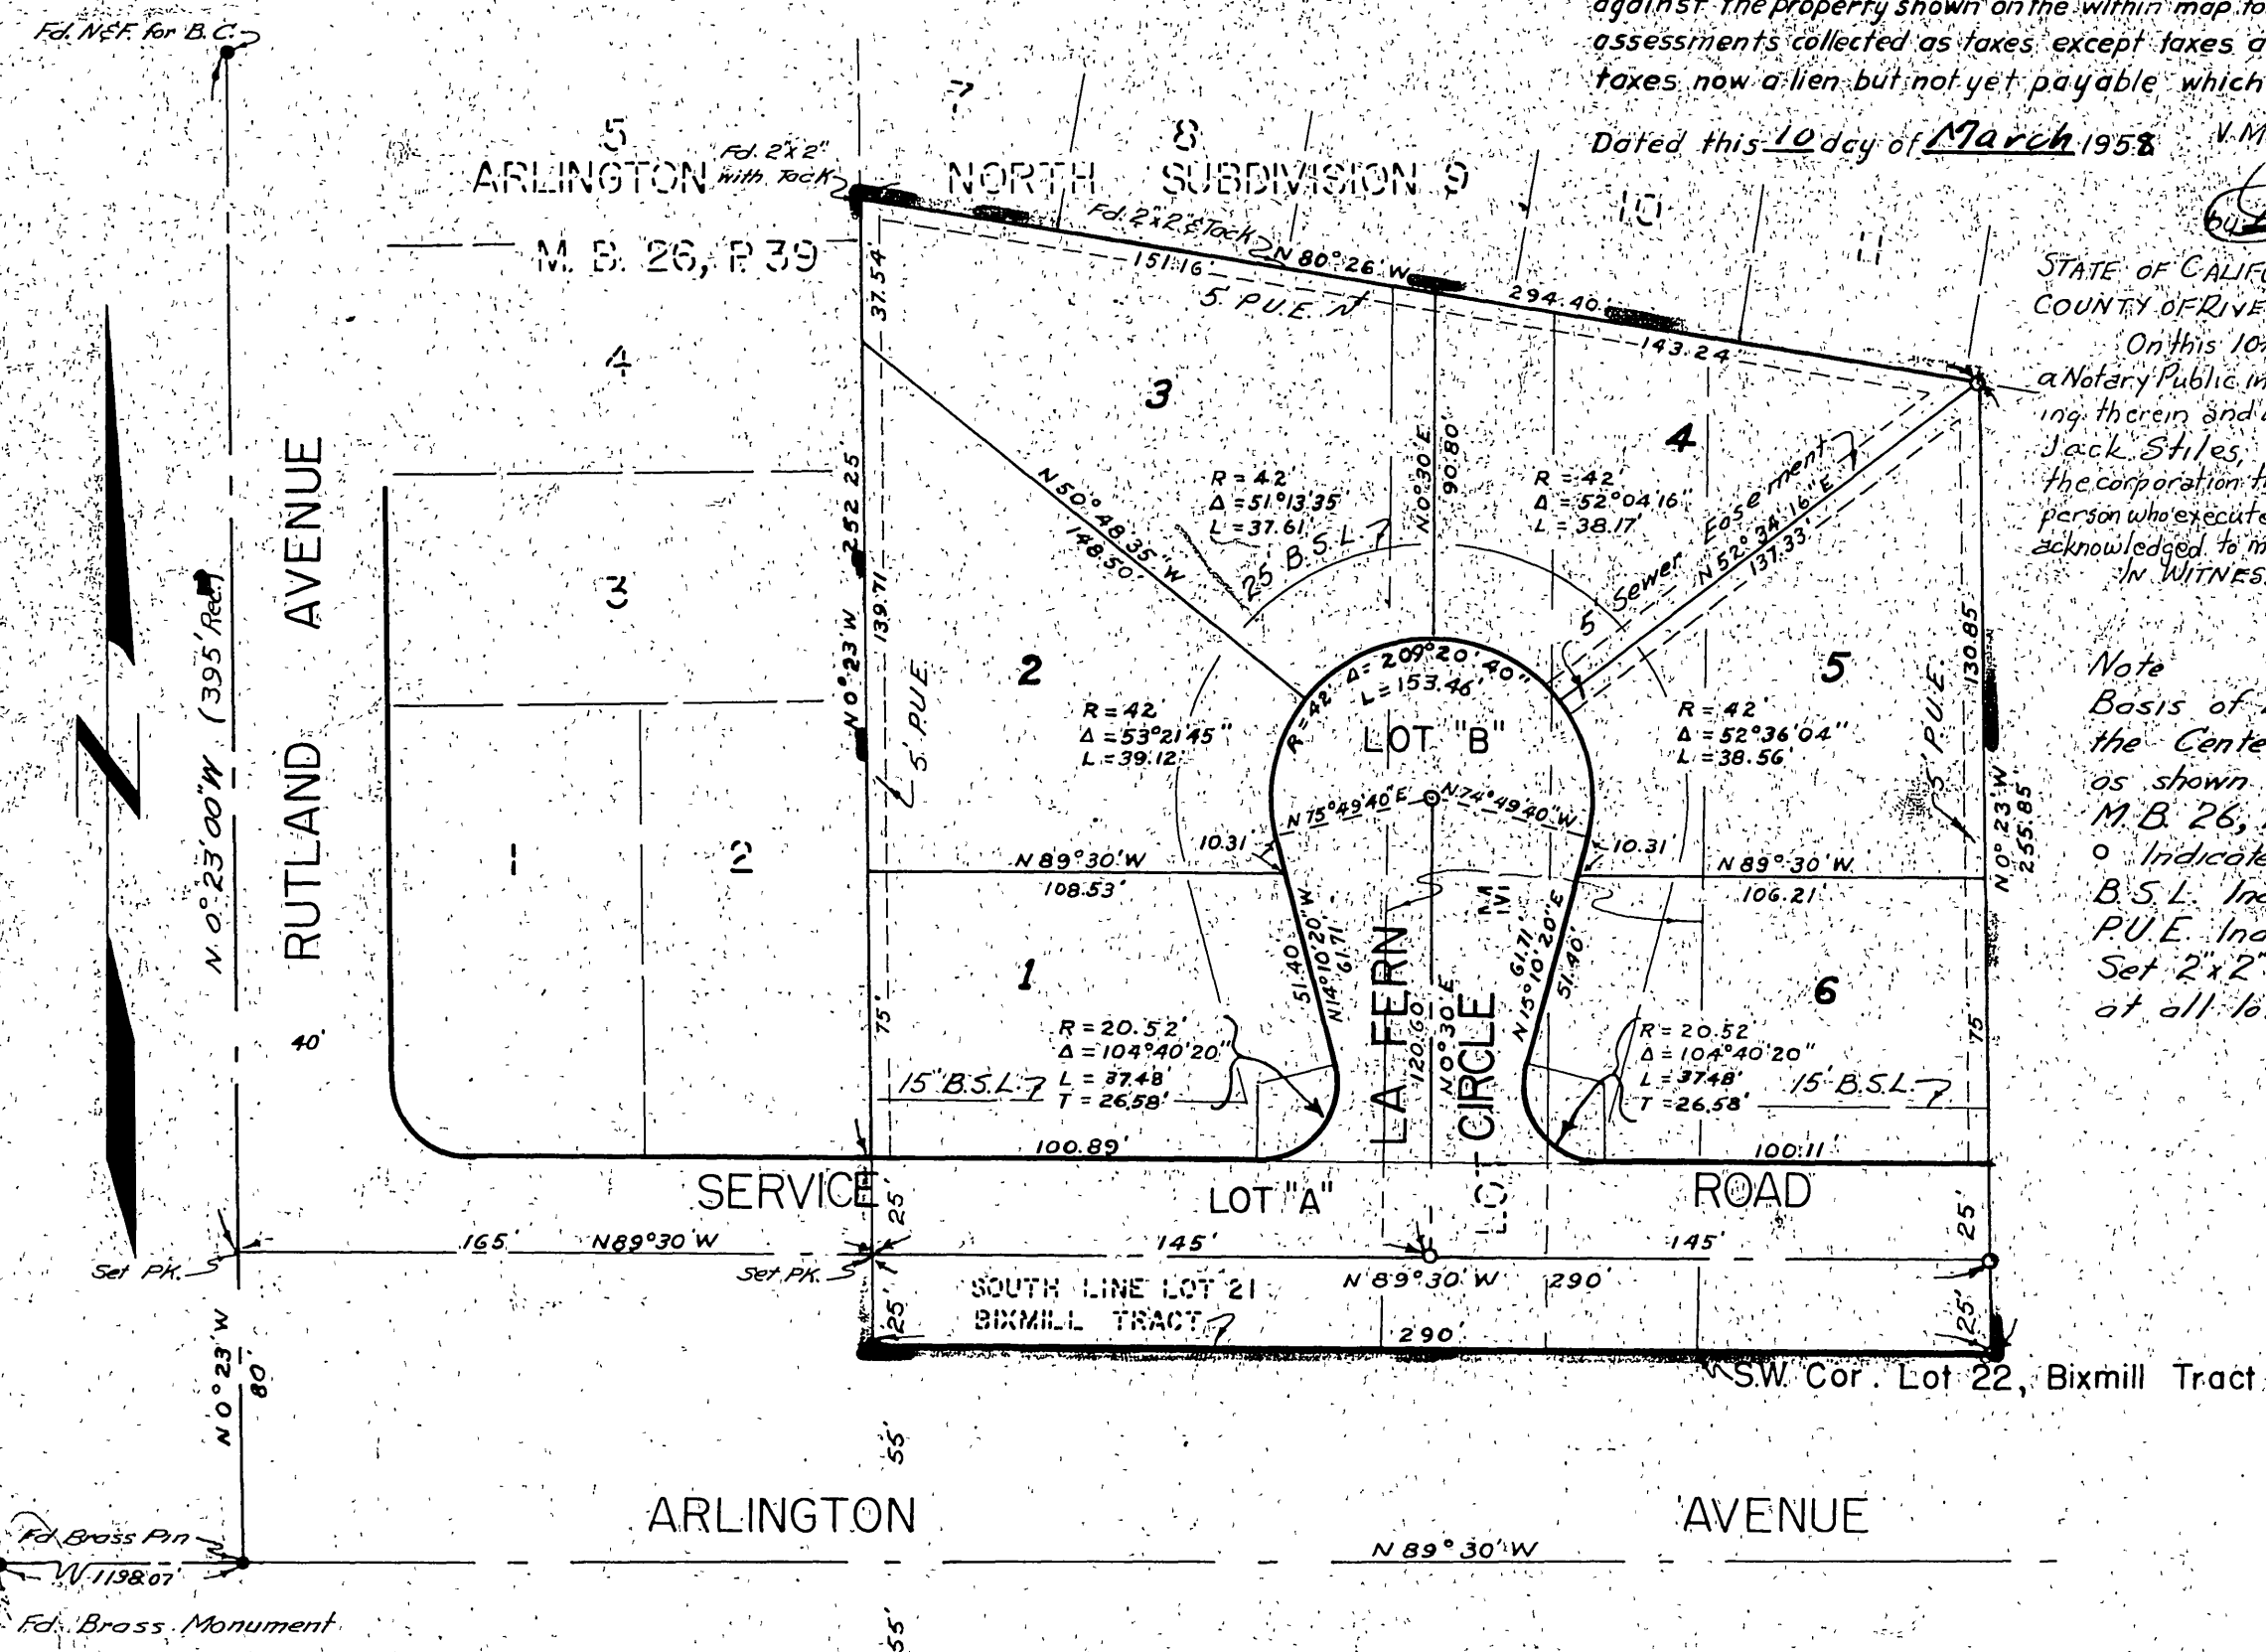 Fd. N&F. for B.C.
against the property shown on the within map for
assessments collected as taxes except taxes
taxes now a lien but not yet payable which
Dated this 10 day of March 1958
V.M.
by
STATE OF CALIF
COUNTY OF RIVE
On this 10
a Notary Public in
ing therein and
Jack Stiles,
the corporation
person who execute
acknowledged to m
IN WITNES
Note
Basis of
the Cente
as shown
M.B. 26,
o Indicate
B.S.L. Ind
P.U.E. Ind
Set 2"x2"
at all lo
5
7
8
ARLINGTON NORTH SUBDIVISION 9
Fd. 2"x2"
with Tack
10
11
M. B. 26, P. 39
Fd. 2"x2" & Tack
N 80°26' W
151.16'
294.40'
143.24'
5' P.U.E.
37.54'
4
3
1
2
RUTLAND AVENUE
N 0°23'00" W (395' Rec.)
40'
N 0°23' W 252.25'
139.71'
5' P.U.E.
75'
3
R = 42'
Δ = 51°13'35"
L = 37.61'
25' B.S.L.
N 50°48'35" W
148.50'
N 0°30' E
90.80'
4
R = 42'
Δ = 52°04'16"
L = 38.17'
5' Sewer Easement
N 52°34'16" E
137.33'
2
R = 42'
Δ = 53°21'45"
L = 39.12'
R = 42' Δ = 209°20'40"
L = 153.46'
LOT "B"
N 75°49'40" E
N 74°49'40" W
5
R = 42'
Δ = 52°36'04"
L = 38.56'
5' P.U.E.
130.85'
N 0°23' W
255.85'
10.31'
10.31'
N 89°30' W
108.53'
N 89°30' W
106.21'
1
51.40'
N 14°10'20" W
61.71'
LA FERN
CIRCLE
120.60'
N 0°30' E
61.71'
N 15°10'20" E
51.40'
6
75'
R = 20.52'
Δ = 104°40'20"
L = 37.48'
T = 26.58'
15' B.S.L.
R = 20.52'
Δ = 104°40'20"
L = 37.48'
T = 26.58'
15' B.S.L.
100.89'
100.11'
SERVICE LOT "A" ROAD
LOT
25'
25'
165' N 89°30' W
145'
145'
Set P.K.
Set P.K.
N 89°30' W 290'
SOUTH LINE LOT 21
BIXMILL TRACT
25'
290'
25'
S.W. Cor. Lot 22, Bixmill Tract
N 0°23' W
80'
55'
ARLINGTON AVENUE
N 89°30' W
Fd. Brass Pin
1198.07'
Fd. Brass Monument
55'